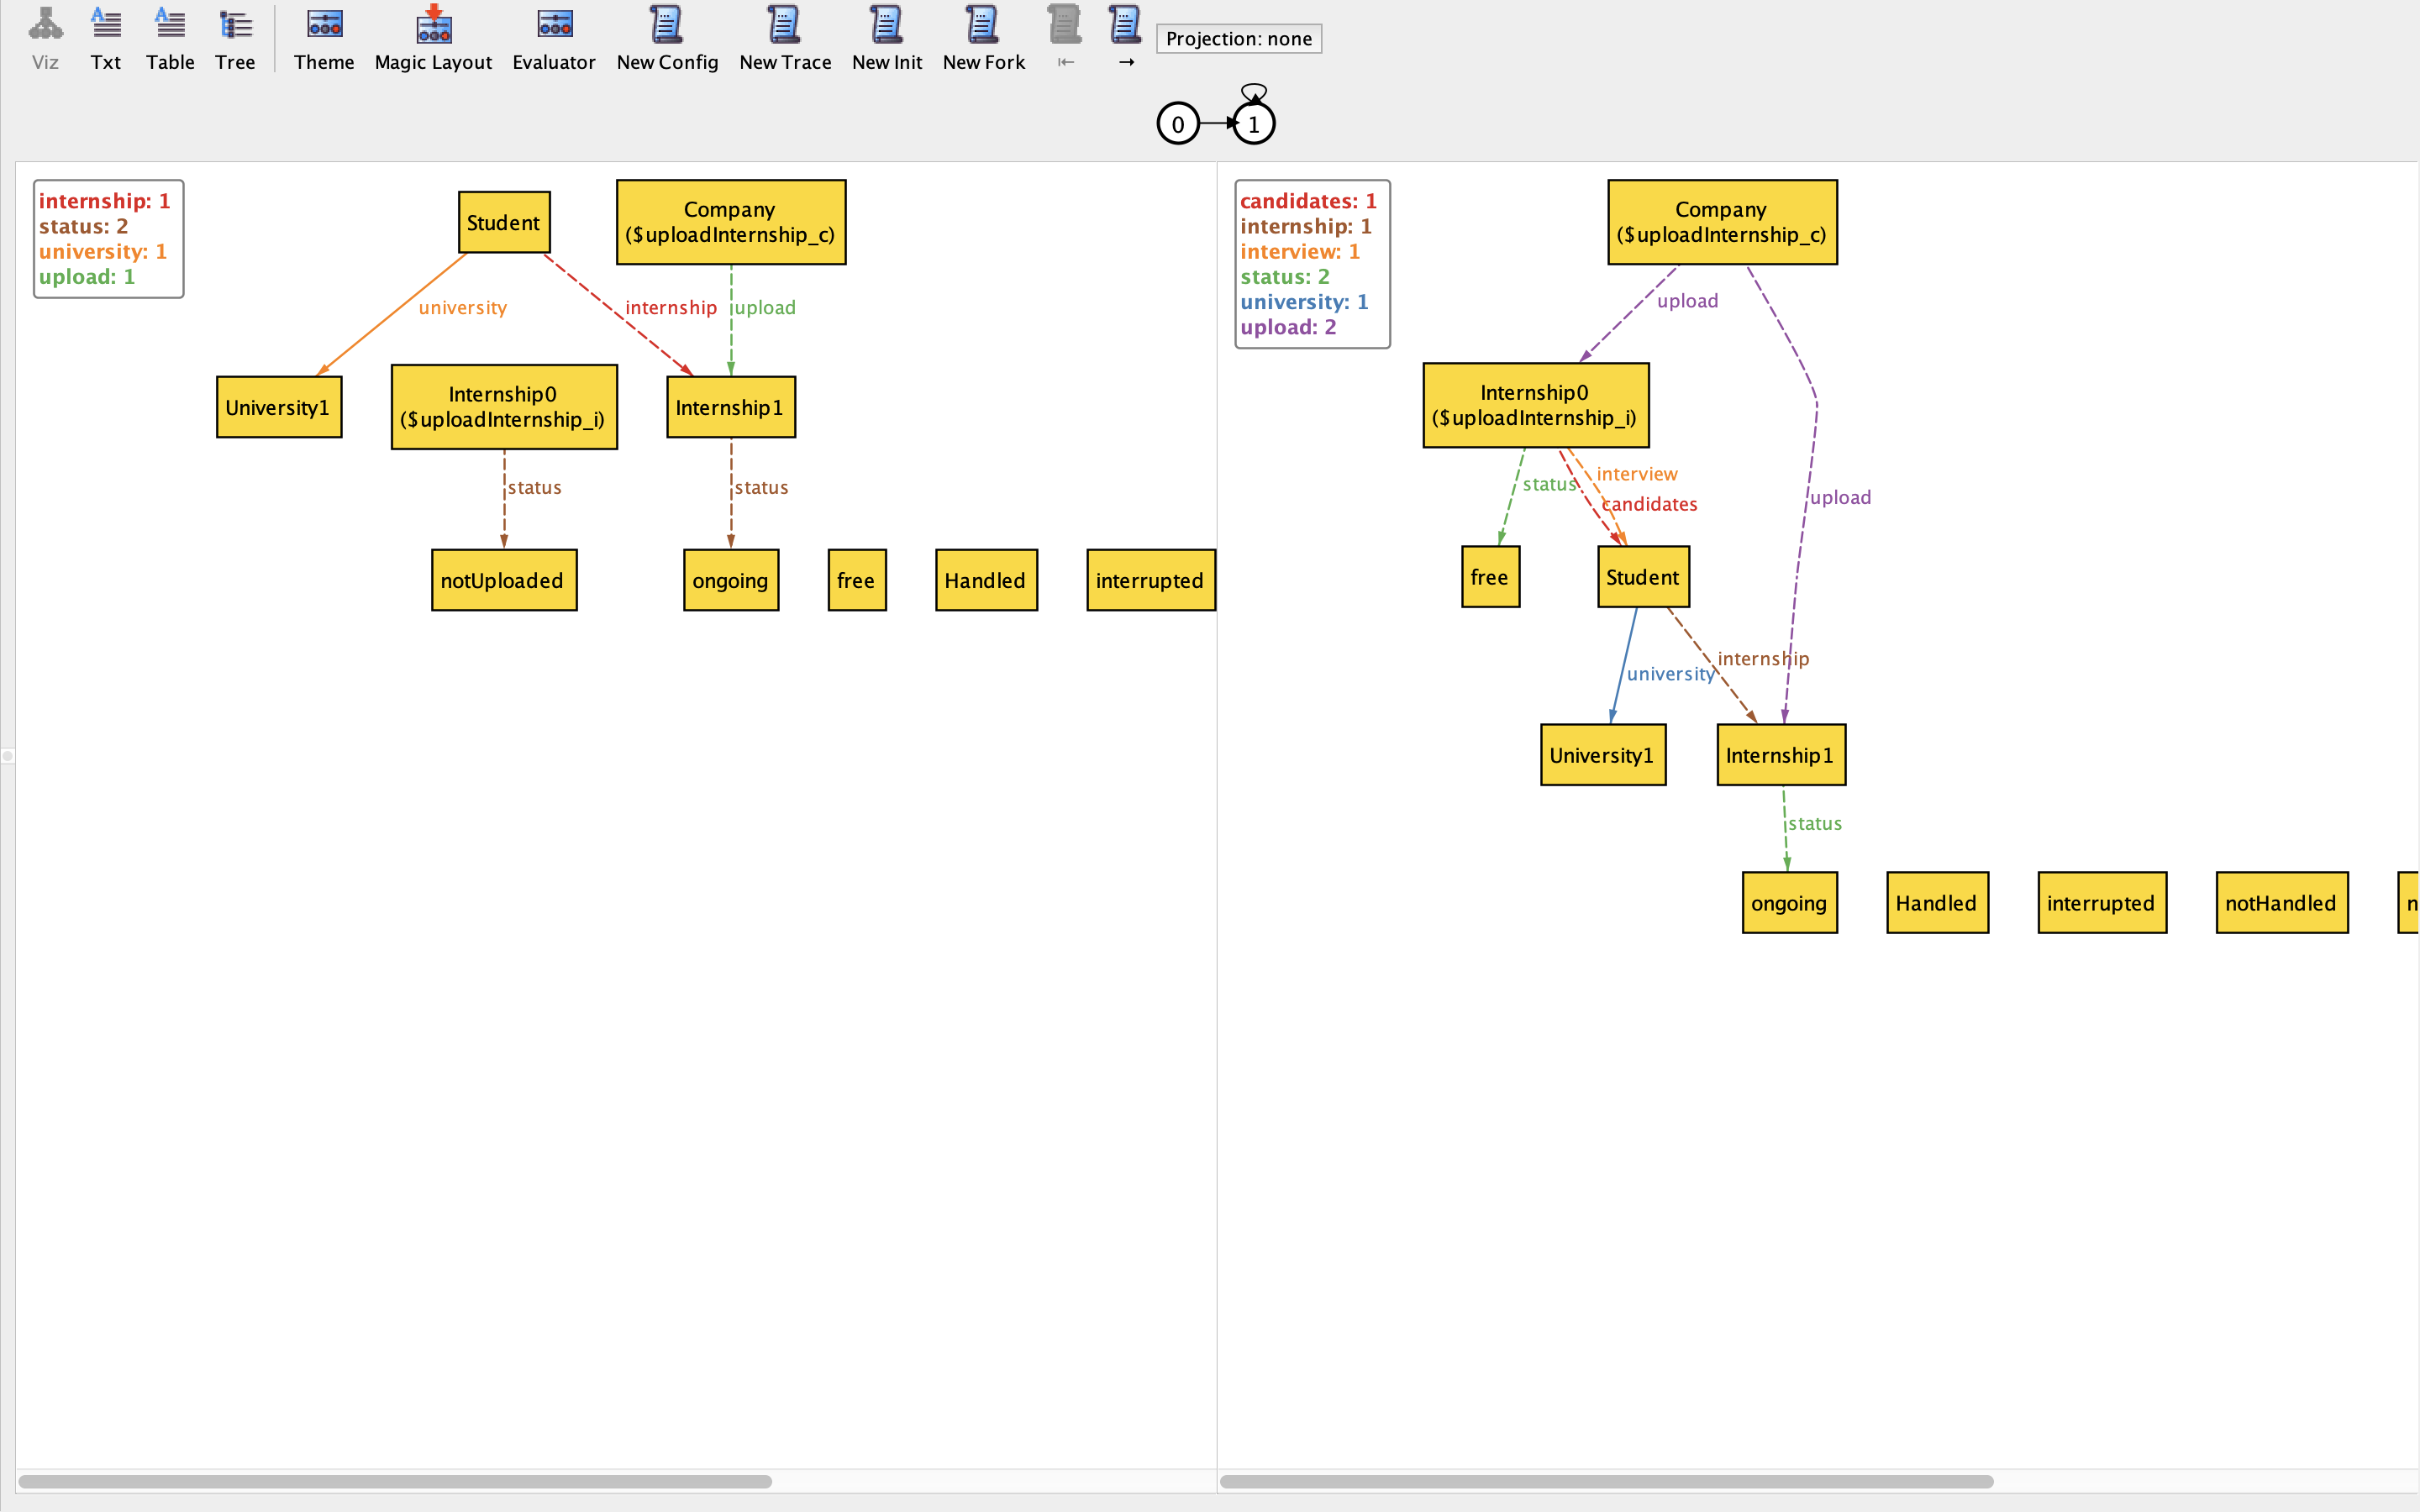 Viz Txt Table Tree Theme Magic Layout Evaluator New Config New Trace New Init New Fork ⇤ → Projection: none
0 1
internship: 1
status: 2
university: 1
upload: 1
Student
Company
($uploadInternship_c)
university
internship
upload
University1
Internship0
($uploadInternship_i)
Internship1
status
status
notUploaded
ongoing
free
Handled
interrupted
candidates: 1
internship: 1
interview: 1
status: 2
university: 1
upload: 2
Company
($uploadInternship_c)
upload
Internship0
($uploadInternship_i)
interview
status
candidates
upload
free
Student
internship
university
University1
Internship1
status
ongoing
Handled
interrupted
notHandled